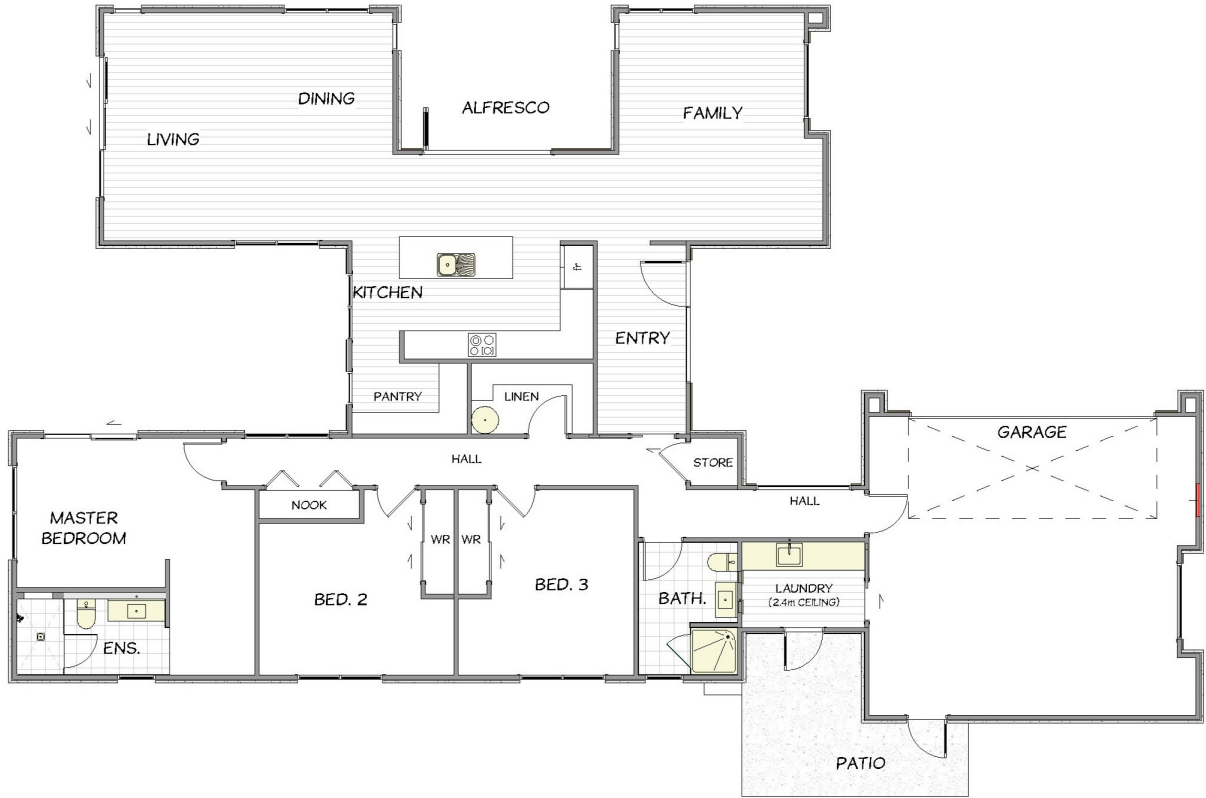 DINING
ALFRESCO
FAMILY
LIVING
fr
KITCHEN
ENTRY
PANTRY
LINEN
GARAGE
HALL
STORE
HALL
NOOK
MASTER
BEDROOM
WR
WR
BED. 2
BED. 3
BATH.
LAUNDRY
(2.4m CEILING)
ENS.
PATIO